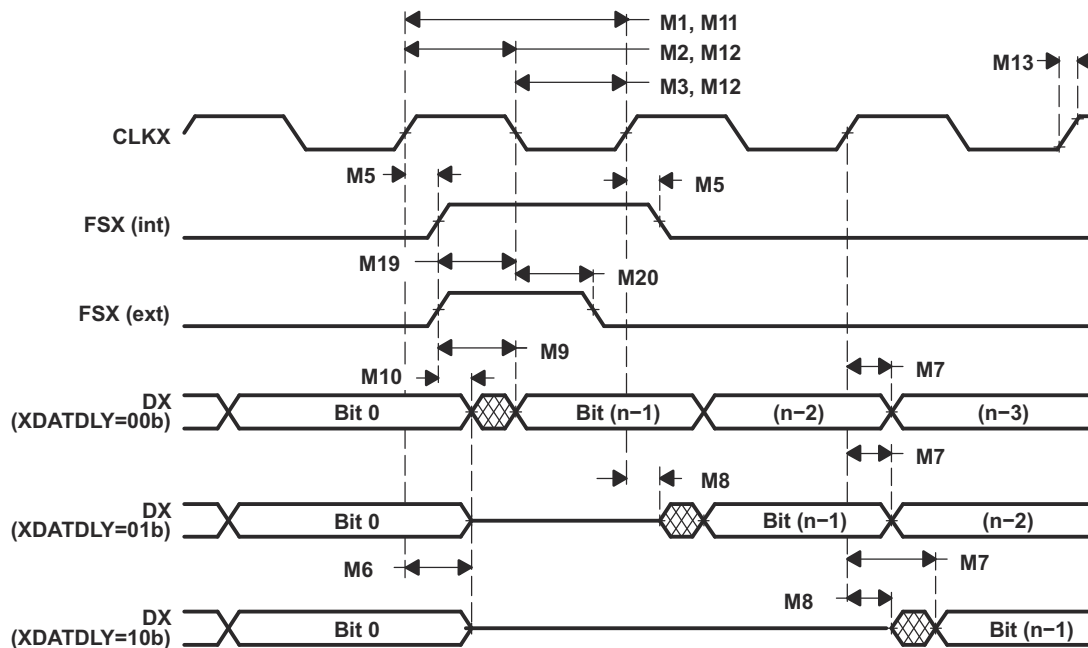 M1, M11
M2, M12
M3, M12
M13
CLKX
M5
M5
FSX (int)
M19
M20
FSX (ext)
M9
M10
M7
DX
(XDATDLY=00b)
Bit 0
Bit (n−1)
(n−2)
(n−3)
M7
M8
DX
(XDATDLY=01b)
Bit 0
Bit (n−1)
(n−2)
M6
M7
M8
DX
(XDATDLY=10b)
Bit 0
Bit (n−1)